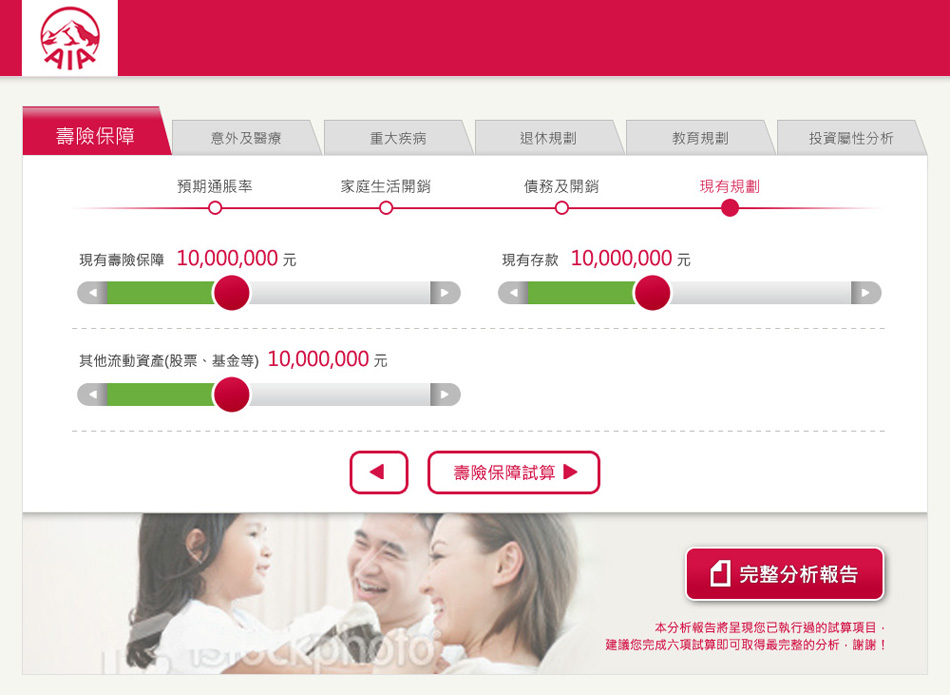 AIA
壽險保障
意外及醫療
重大疾病
退休規劃
教育規劃
投資屬性分析
預期通脹率
家庭生活開銷
債務及開銷
現有規劃
現有壽險保障 10,000,000 元
現有存款 10,000,000 元
其他流動資產(股票、基金等) 10,000,000 元
壽險保障試算
完整分析報告
本分析報告將呈現您已執行過的試算項目，
建議您完成六項試算即可取得最完整的分析，謝謝！
iStockphoto